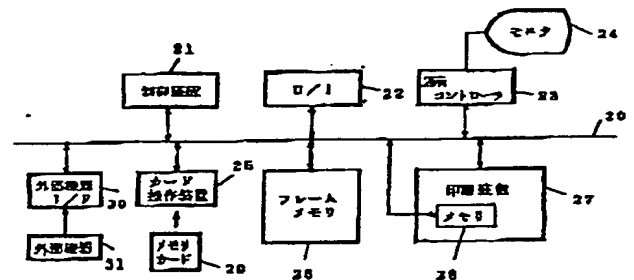 モニタ
24
21
制御装置
U/I
22
表示
コントローラ
23
20
外部機器
I/F
30
カード
操作装置
25
フレーム
メモリ
印刷装置
27
メモリ
外部機器
31
メモリ
カード
28